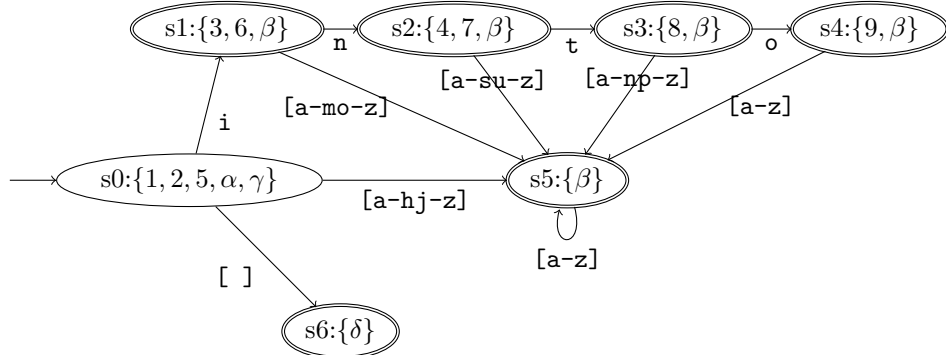 s1:{3, 6, β} n s2:{4, 7, β} t s3:{8, β} o s4:{9, β}
[a-mo-z] [a-su-z] [a-np-z] [a-z]
i
s0:{1, 2, 5, α, γ} [a-hj-z] s5:{β}
[a-z]
[ ]
s6:{δ}